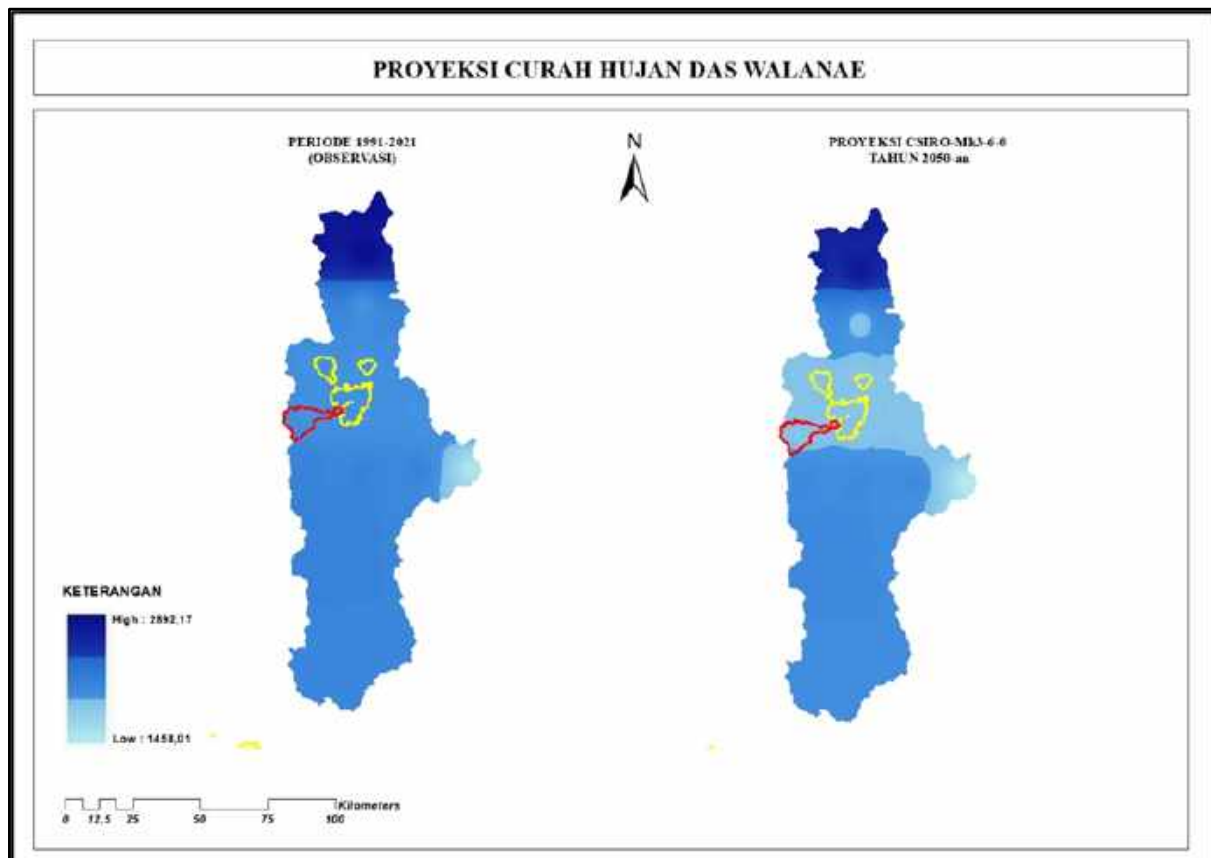 PROYEKSI CURAH HUJAN DAS WALANAE
PERIODE 1991-2021
(OBSERVASI)
N
PROYEKSI CSIRO-Mk3-6-0
TAHUN 2050-an
KETERANGAN
High : 2892,17
Low : 1458,01
Kilometers
0 12,5 25 50 75 100